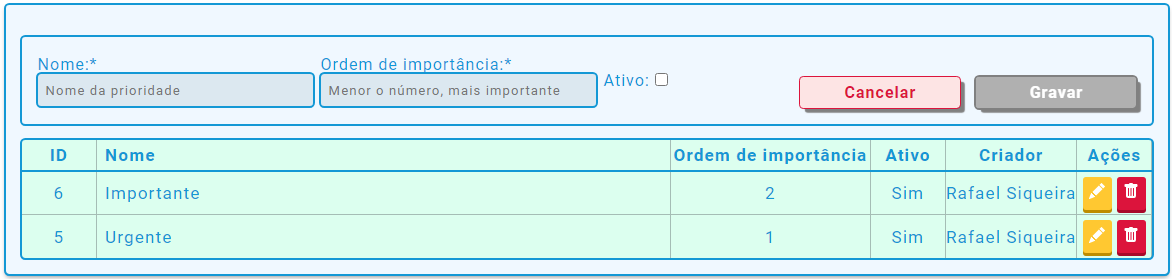 Nome:* Ordem de importância:*
Nome da prioridade Menor o número, mais importante Ativo: Cancelar Gravar
ID Nome Ordem de importância Ativo Criador Ações
6 Importante 2 Sim Rafael Siqueira
5 Urgente 1 Sim Rafael Siqueira